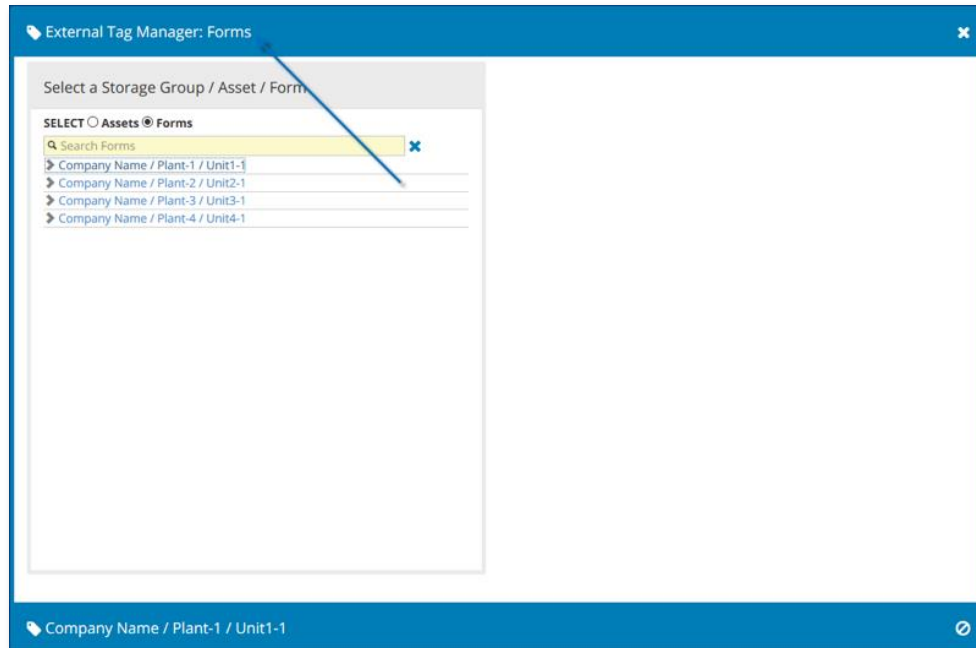 External Tag Manager: Forms
Select a Storage Group / Asset / Form
SELECT Assets Forms
Search Forms
Company Name / Plant-1 / Unit1-1
Company Name / Plant-2 / Unit2-1
Company Name / Plant-3 / Unit3-1
Company Name / Plant-4 / Unit4-1
Company Name / Plant-1 / Unit1-1